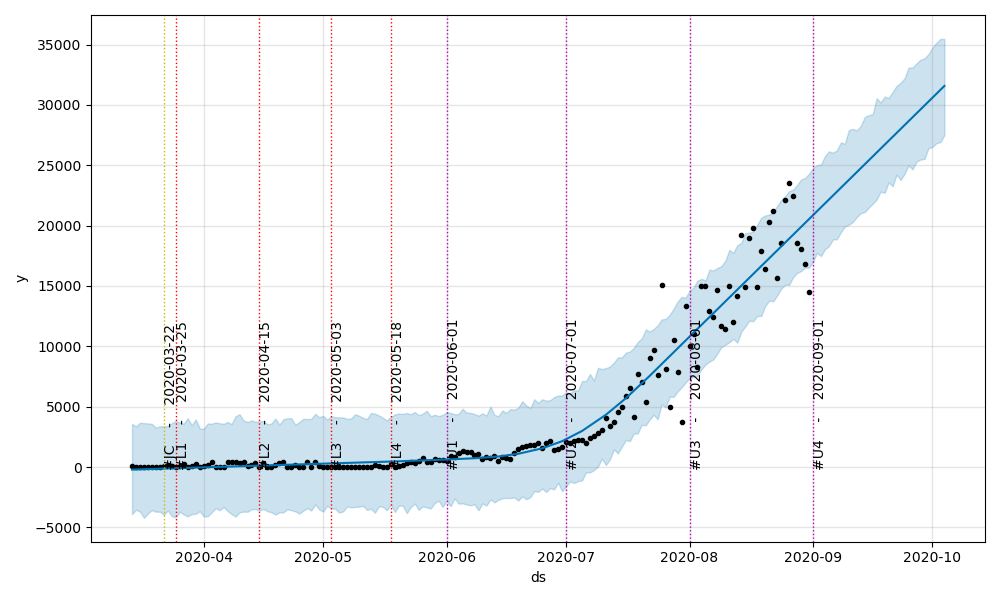 35000
30000
25000
20000
15000
10000
5000
0
−5000
y
#JC - 2020-03-22
#L1 - 2020-03-25
#L2 - 2020-04-15
#L3 - 2020-05-03
#L4 - 2020-05-18
#U1 - 2020-06-01
#U2 - 2020-07-01
#U3 - 2020-08-01
#U4 - 2020-09-01
2020-04
2020-05
2020-06
2020-07
2020-08
2020-09
2020-10
ds